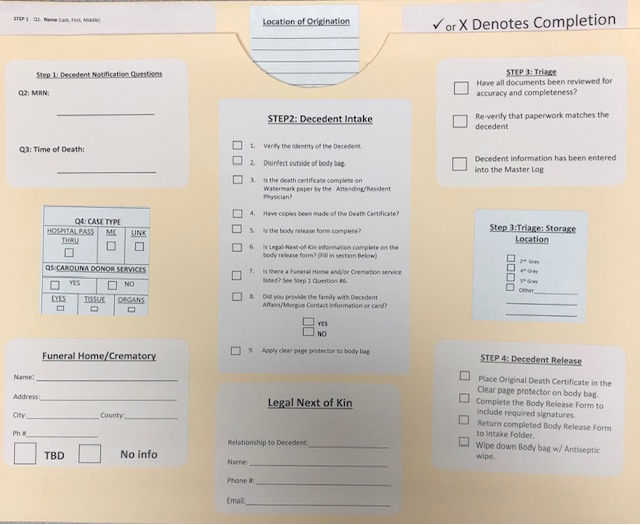 STEP 1 Q1. Name (Last, First, Middle)
Location of Origination
✓ or X Denotes Completion
Step 1: Decedent Notification Questions
Q2: MRN:
Q3: Time of Death:
Q4: CASE TYPE
HOSPITAL PASS THRU ME UNK
Q5:CAROLINA DONOR SERVICES
YES NO
EYES TISSUE ORGANS
Funeral Home/Crematory
Name:
Address:
City: County:
Ph #
TBD No info
STEP2: Decedent Intake
1. Verify the Identity of the Decedent.
2. Disinfect outside of body bag.
3. Is the death certificate complete on
Watermark paper by the Attending/Resident
Physician?
4. Have copies been made of the Death Certificate?
5. Is the body release form complete?
6. Is Legal-Next-of-Kin information complete on the
body release form? (Fill in section Below)
7. Is there a Funeral Home and/or Cremation service
listed? See Step 1 Question #6.
8. Did you provide the family with Decedent
Affairs/Morgue Contact Information or card?
YES
NO
9. Apply clear page protector to body bag
Legal Next of Kin
Relationship to Decedent:
Name:
Phone #:
Email:
STEP 3: Triage
Have all documents been reviewed for
accuracy and completeness?
Re-verify that paperwork matches the
decedent
Decedent information has been entered
into the Master Log
Step 3:Triage: Storage
Location
2nd Gray
4th Gray
5th Gray
Other
STEP 4: Decedent Release
Place Original Death Certificate in the
Clear page protector on body bag.
Complete the Body Release Form to
include required signatures.
Return completed Body Release Form
to Intake Folder.
Wipe down Body bag w/ Antiseptic
wipe.